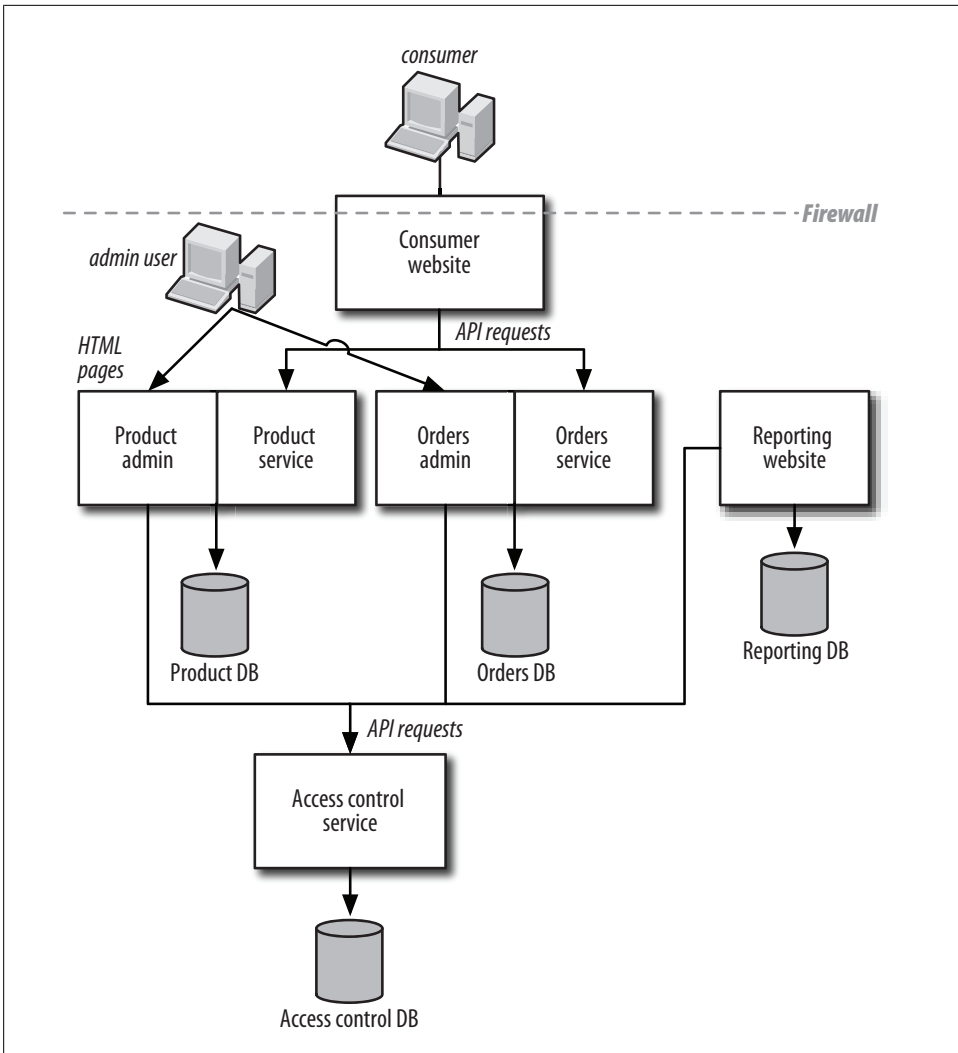 consumer
Firewall
Consumer
website
admin user
API requests
HTML
pages
Product
admin
Product
service
Orders
admin
Orders
service
Reporting
website
Product DB
Orders DB
Reporting DB
API requests
Access control
service
Access control DB